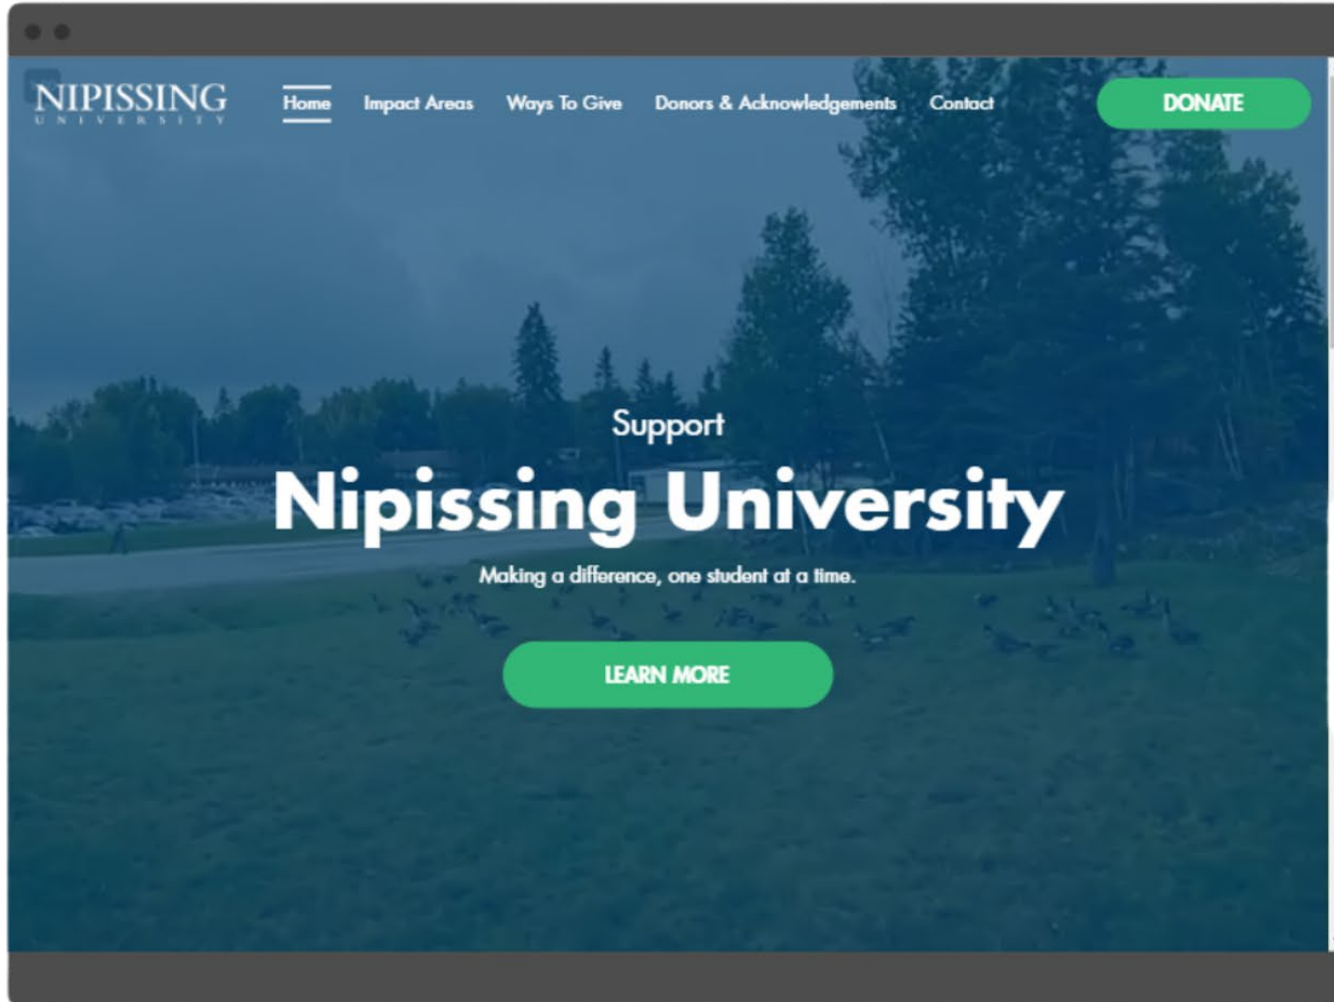 NIPISSING
UNIVERSITY
Home Impact Areas Ways To Give Donors & Acknowledgements Contact DONATE
Support
Nipissing University
Making a difference, one student at a time.
LEARN MORE